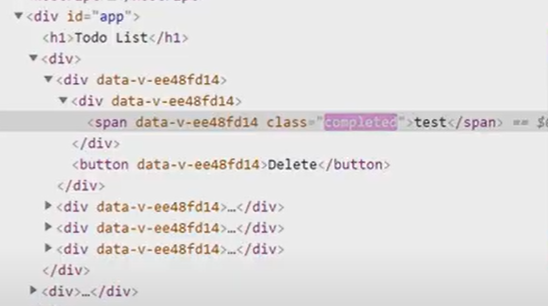 <div id="app">
<h1>Todo List</h1>
<div>
<div data-v-ee48fd14>
<div data-v-ee48fd14>
<span data-v-ee48fd14 class="completed">test</span> ==
</div>
<button data-v-ee48fd14>Delete</button>
</div>
<div data-v-ee48fd14>…</div>
<div data-v-ee48fd14>…</div>
<div data-v-ee48fd14>…</div>
</div>
<div>…</div>